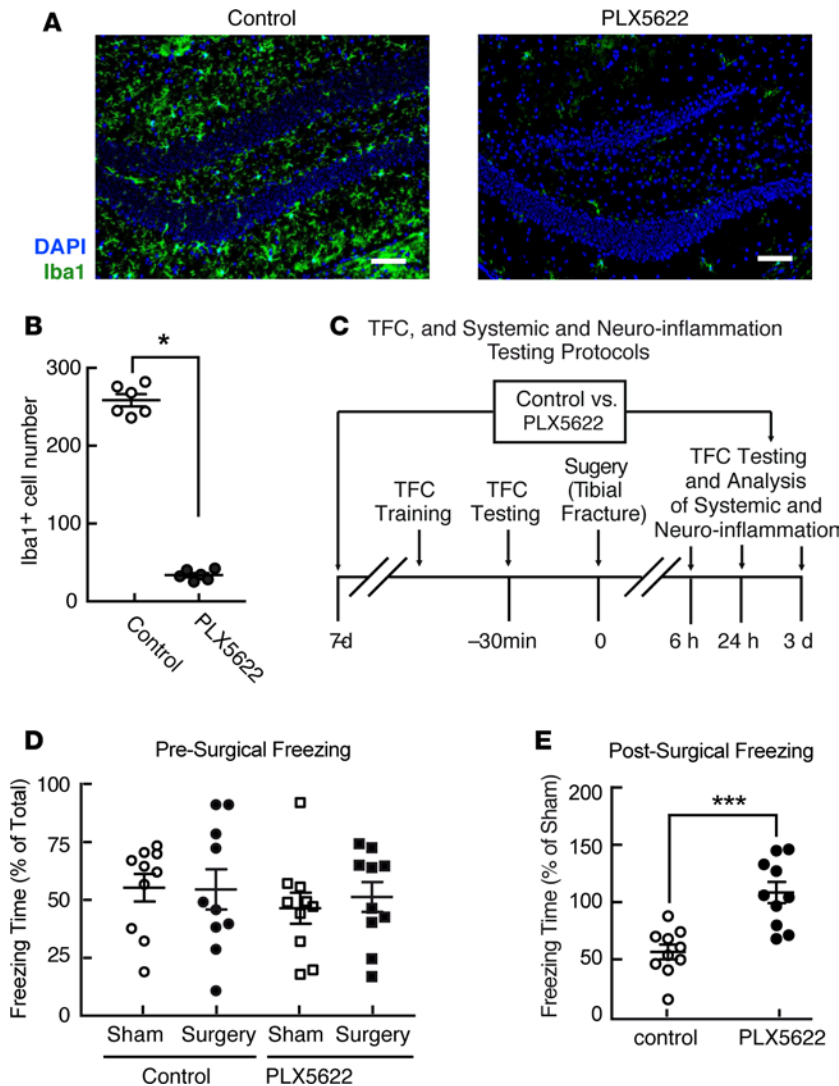 A
Control
PLX5622
DAPI
Iba1
B
*
300
200
100
0
Iba1+ cell number
Control
PLX5622
C
TFC, and Systemic and Neuro-inflammation
Testing Protocols
Control vs.
PLX5622
TFC
Training
TFC
Testing
Sugery
(Tibial
Fracture)
TFC Testing
and Analysis
of Systemic and
Neuro-inflammation
7d
–30min
0
6 h
24 h
3 d
D
Pre-Surgical Freezing
Freezing Time (% of Total)
100
75
50
25
0
Sham
Surgery
Sham
Surgery
Control
PLX5622
E
Post-Surgical Freezing
Freezing Time (% of Sham)
200
150
100
50
0
***
control
PLX5622